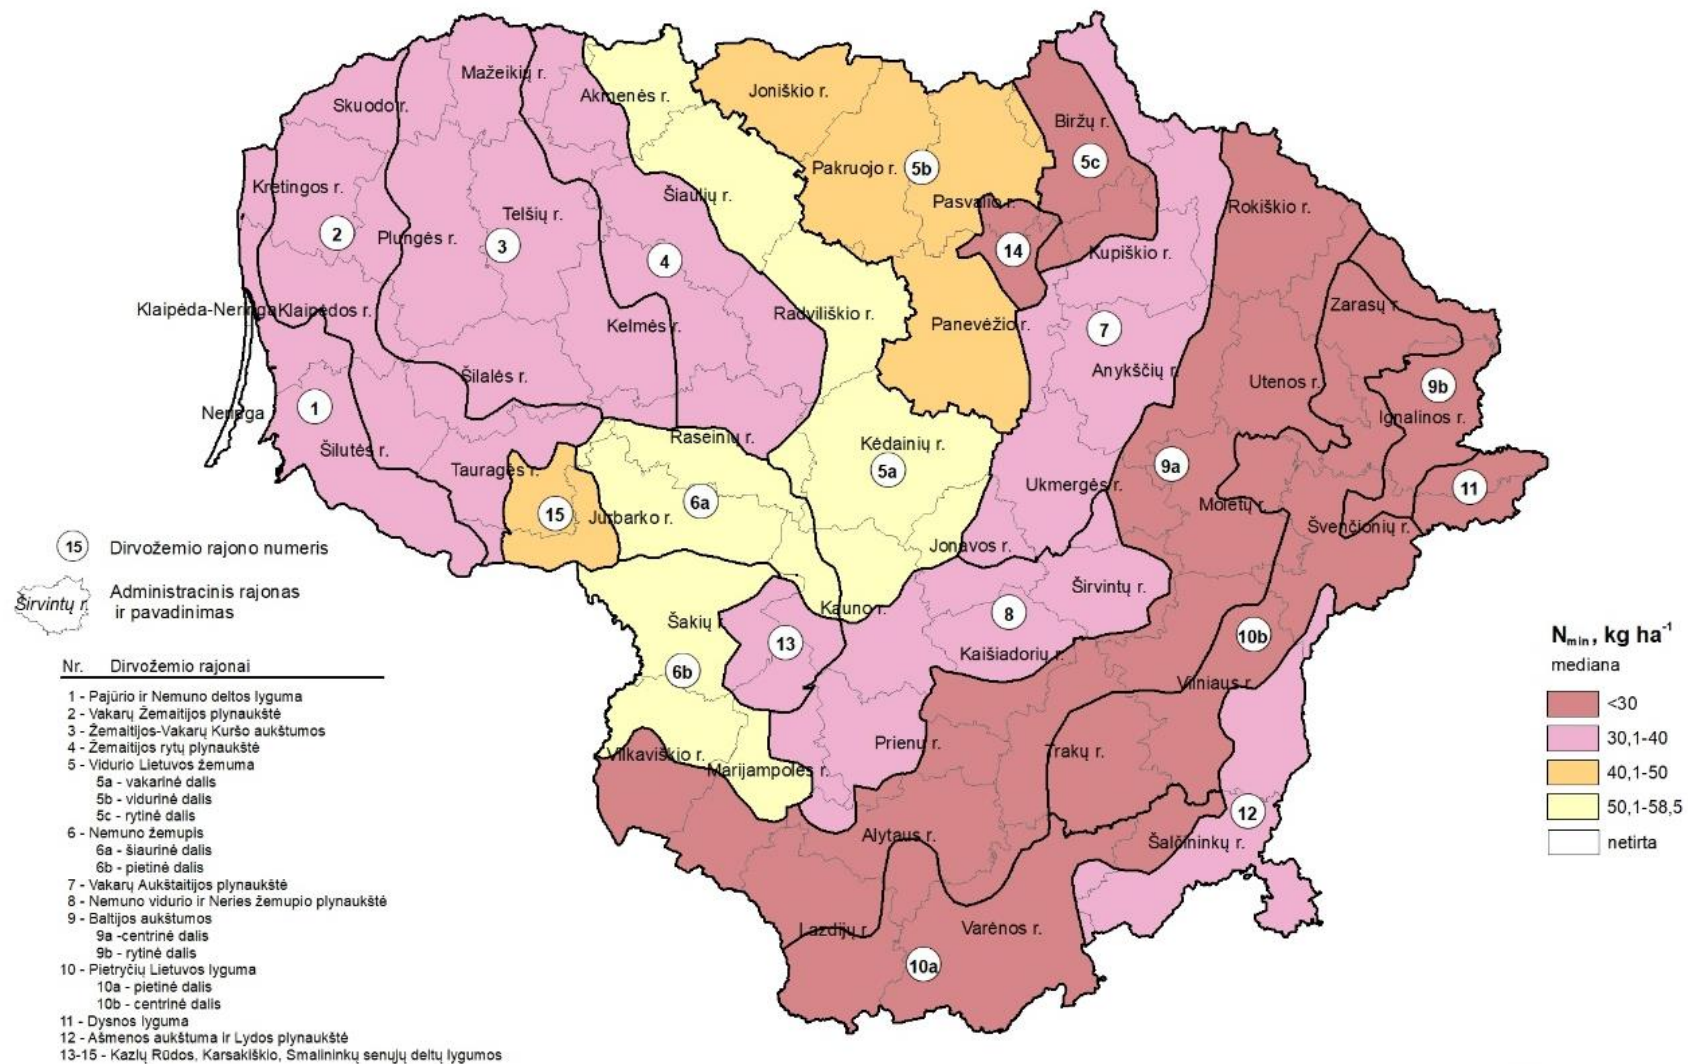 Mažeikių r.
Skuodo r.
Akmenės r.
Joniškio r.
Biržų r.
5c
Pakruojo r.
5b
Kretingos r.
Šiaulių r.
Pasvalio r.
Rokiškio r.
Telšių r.
2
Plungės r.
3
4
14
Kupiškio r.
Klaipėda-Neringa
Klaipėdos r.
Kelmės r.
Radviliškio r.
Panevėžio r.
7
Zarasų r.
Anykščių r.
Utenos r.
9b
Ignalinos r.
Šilalės r.
Neringa
1
Šilutės r.
Raseinių r.
Kėdainių r.
5a
Tauragės r.
9a
Ukmergės r.
11
15
Jurbarko r.
6a
Molėtų r.
Švenčionių r.
Jonavos r.
Širvintų r.
Kauno r.
8
Šakių r.
13
Kaišiadorių r.
10b
6b
Vilniaus r.
Vilkaviškio r.
Marijampolės r.
Prienų r.
Trakų r.
12
Alytaus r.
Šalčininkų r.
Lazdijų r.
Varėnos r.
10a
15 Dirvožemio rajono numeris
Širvintų r. Administracinis rajonas
ir pavadinimas
Nr. Dirvožemio rajonai
1 - Pajūrio ir Nemuno deltos lyguma
2 - Vakarų Žemaitijos plynaukštė
3 - Žemaitijos-Vakarų Kuršo aukštumos
4 - Žemaitijos rytų plynaukštė
5 - Vidurio Lietuvos žemuma
5a - vakarinė dalis
5b - vidurinė dalis
5c - rytinė dalis
6 - Nemuno žemupis
6a - šiaurinė dalis
6b - pietinė dalis
7 - Vakarų Aukštaitijos plynaukštė
8 - Nemuno vidurio ir Neries žemupio plynaukštė
9 - Baltijos aukštumos
9a -centrinė dalis
9b - rytinė dalis
10 - Pietryčių Lietuvos lyguma
10a - pietinė dalis
10b - centrinė dalis
11 - Dysnos lyguma
12 - Ašmenos aukštuma ir Lydos plynaukštė
13-15 - Kazlų Rūdos, Karsakiškio, Smalininkų senųjų deltų lygumos
Nmin, kg ha⁻¹
mediana
<30
30,1-40
40,1-50
50,1-58,5
netirta